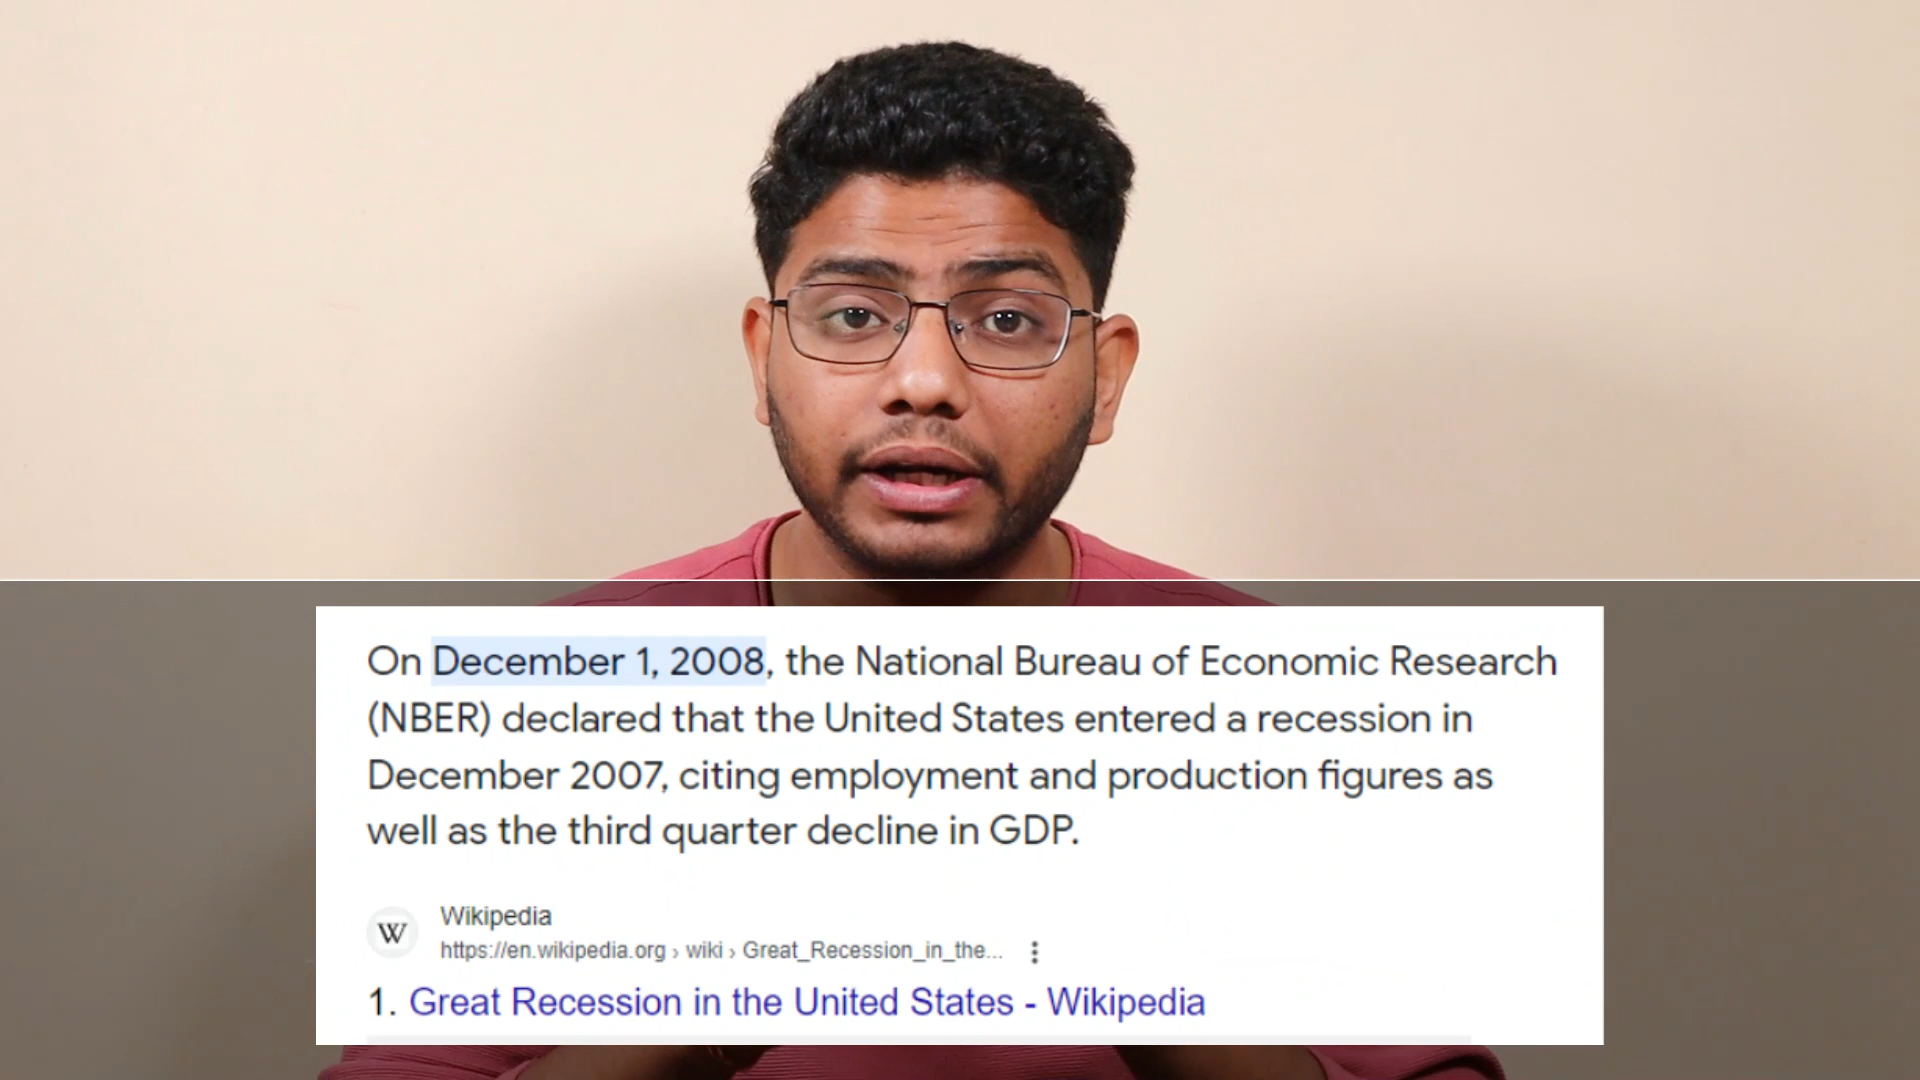 On December 1, 2008, the National Bureau of Economic Research
(NBER) declared that the United States entered a recession in
December 2007, citing employment and production figures as
well as the third quarter decline in GDP.
W
Wikipedia
https://en.wikipedia.org › wiki › Great_Recession_in_the...
1. Great Recession in the United States - Wikipedia